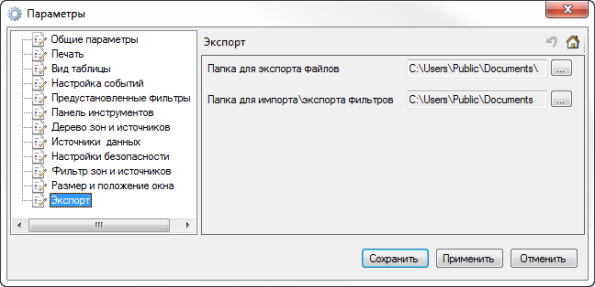 Параметры
Общие параметры
Печать
Вид таблицы
Настройка событий
Предустановленные фильтры
Панель инструментов
Дерево зон и источников
Источники данных
Настройки безопасности
Фильтр зон и источников
Размер и положение окна
Экспорт
Экспорт
Папка для экспорта файлов C:\Users\Public\Documents\ ...
Папка для импорта\экспорта фильтров C:\Users\Public\Documents ...
Сохранить Применить Отменить